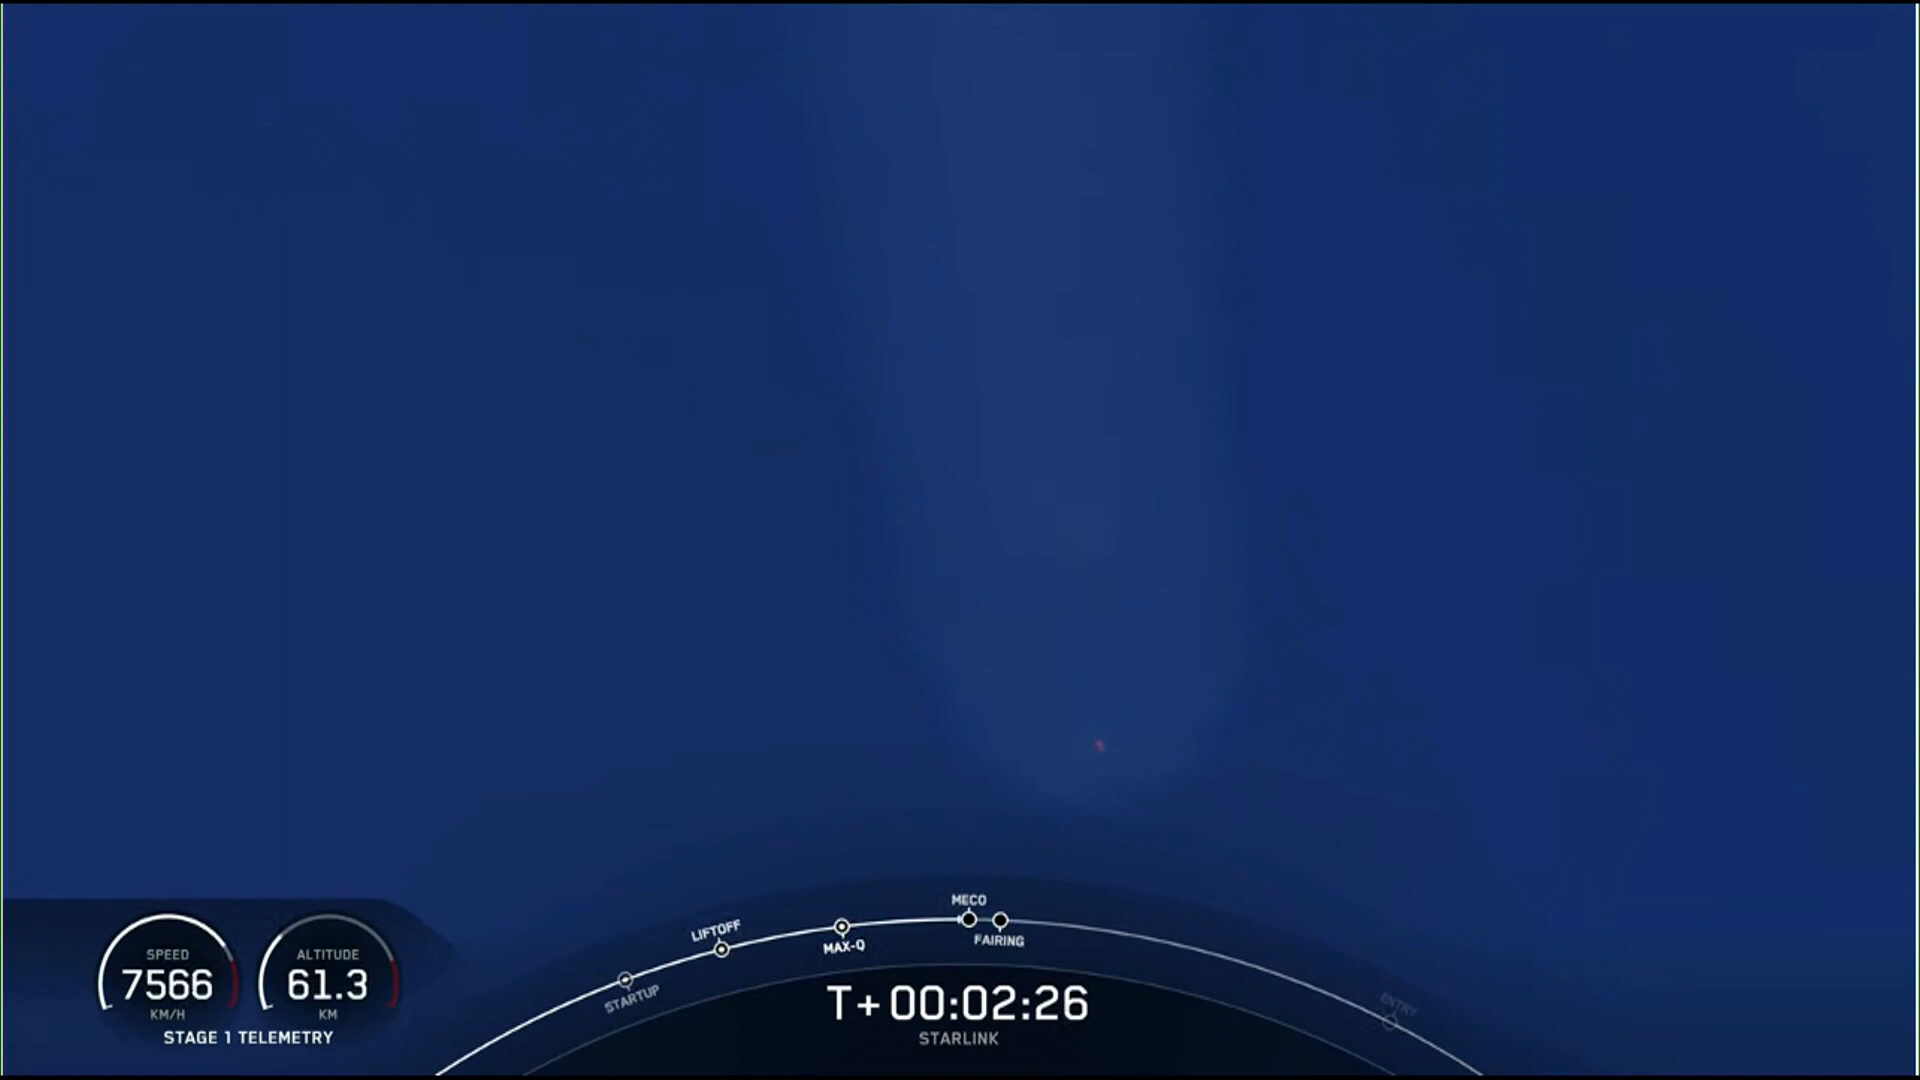 MECO
LIFTOFF
MAX-Q
FAIRING
STARTUP
ENTRY
SPEED
7566
KM/H
ALTITUDE
61.3
KM
STAGE 1 TELEMETRY
T+00:02:26
STARLINK